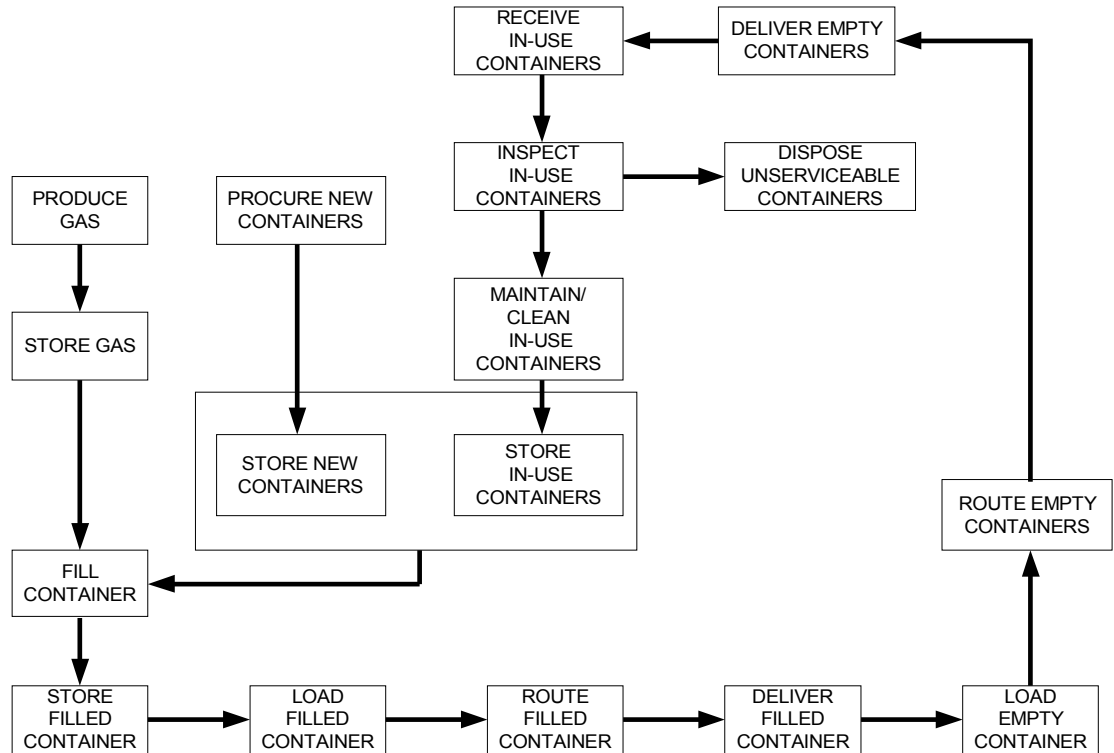 RECEIVE
IN-USE
CONTAINERS
DELIVER EMPTY
CONTAINERS
INSPECT
IN-USE
CONTAINERS
DISPOSE
UNSERVICEABLE
CONTAINERS
PRODUCE
GAS
PROCURE NEW
CONTAINERS
MAINTAIN/
CLEAN
IN-USE
CONTAINERS
STORE GAS
STORE NEW
CONTAINERS
STORE
IN-USE
CONTAINERS
ROUTE EMPTY
CONTAINERS
FILL
CONTAINER
STORE
FILLED
CONTAINER
LOAD
FILLED
CONTAINER
ROUTE
FILLED
CONTAINER
DELIVER
FILLED
CONTAINER
LOAD
EMPTY
CONTAINER